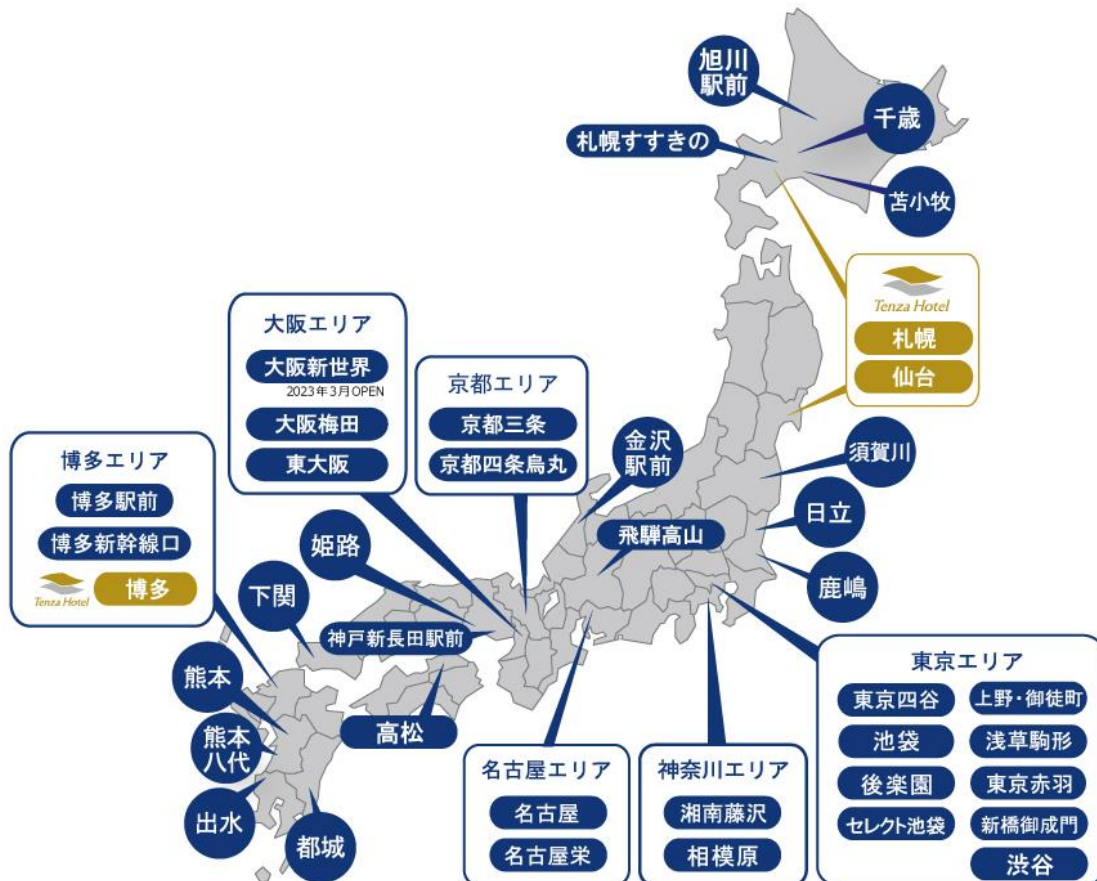 旭川
駅前
千歳
札幌すすきの
苫小牧
Tenza Hotel
札幌
仙台
大阪エリア
大阪新世界
2023年3月OPEN
大阪梅田
東大阪
京都エリア
京都三条
京都四条烏丸
金沢
駅前
須賀川
博多エリア
博多駅前
博多新幹線口
Tenza Hotel
博多
日立
飛騨高山
姫路
鹿嶋
下関
神戸新長田駅前
熊本
高松
熊本
八代
出水
都城
名古屋エリア
名古屋
名古屋栄
神奈川エリア
湘南藤沢
相模原
東京エリア
東京四谷
上野・御徒町
池袋
浅草駒形
後楽園
東京赤羽
セレクト池袋
新橋御成門
渋谷